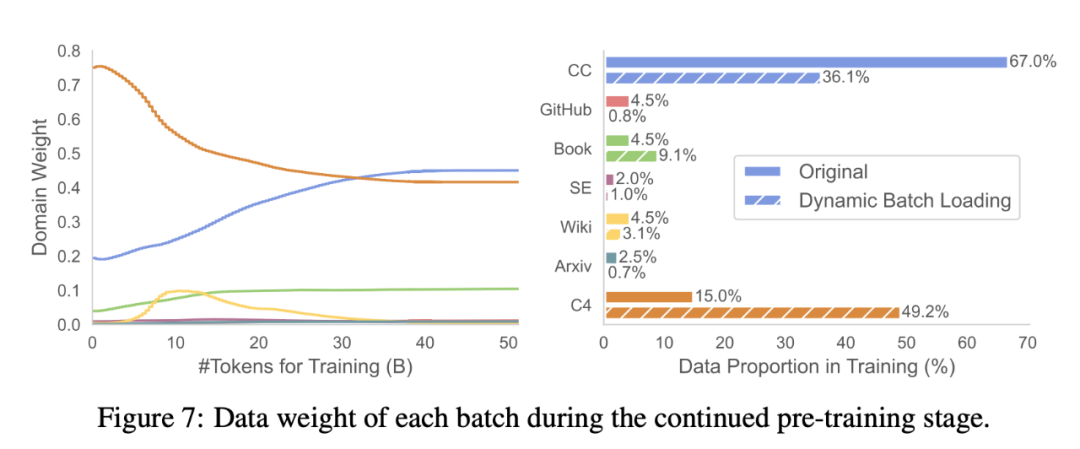 0.8
0.7
0.6
0.5
0.4
0.3
0.2
0.1
0.0
Domain Weight
0 10 20 30 40 50
#Tokens for Training (B)
CC
67.0%
36.1%
GitHub
4.5%
0.8%
Book
4.5%
9.1%
SE
2.0%
1.0%
Wiki
4.5%
3.1%
Arxiv
2.5%
0.7%
C4
15.0%
49.2%
Original
Dynamic Batch Loading
0 10 20 30 40 50 60 70
Data Proportion in Training (%)
Figure 7: Data weight of each batch during the continued pre-training stage.